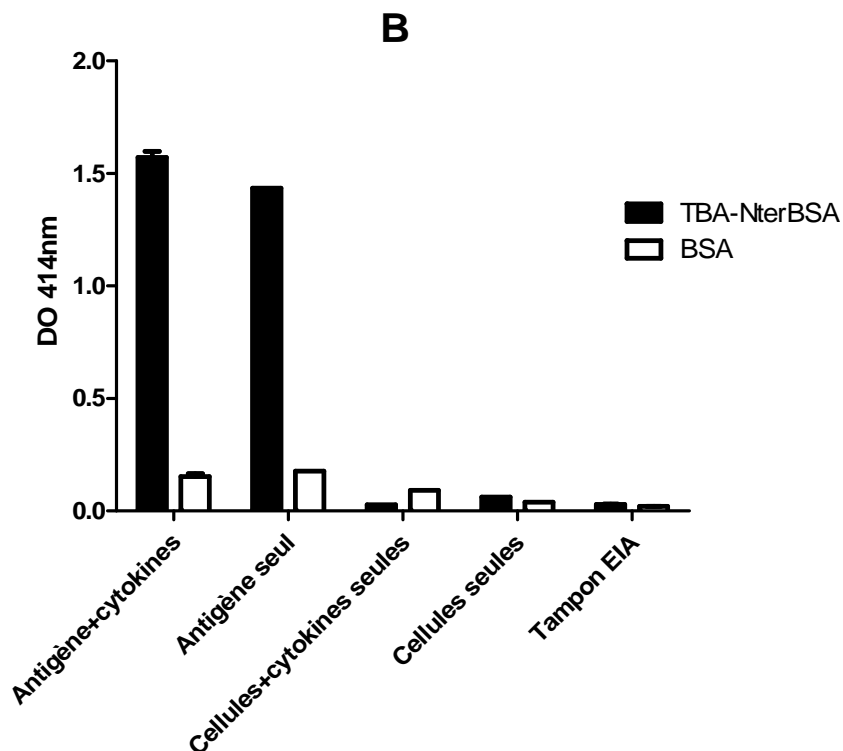 B
2.0
1.5
1.0
0.5
0.0
DO 414nm
TBA-NterBSA
BSA
Antigène+cytokines
Antigène seul
Cellules+cytokines seules
Cellules seules
Tampon EIA